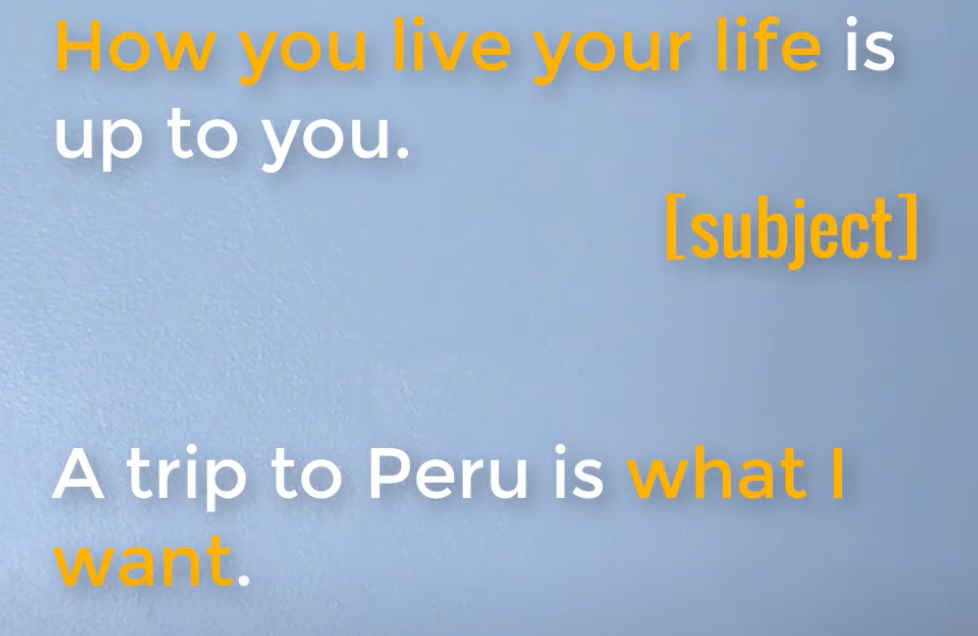 How you live your life is
up to you.
[subject]
A trip to Peru is what I
want.